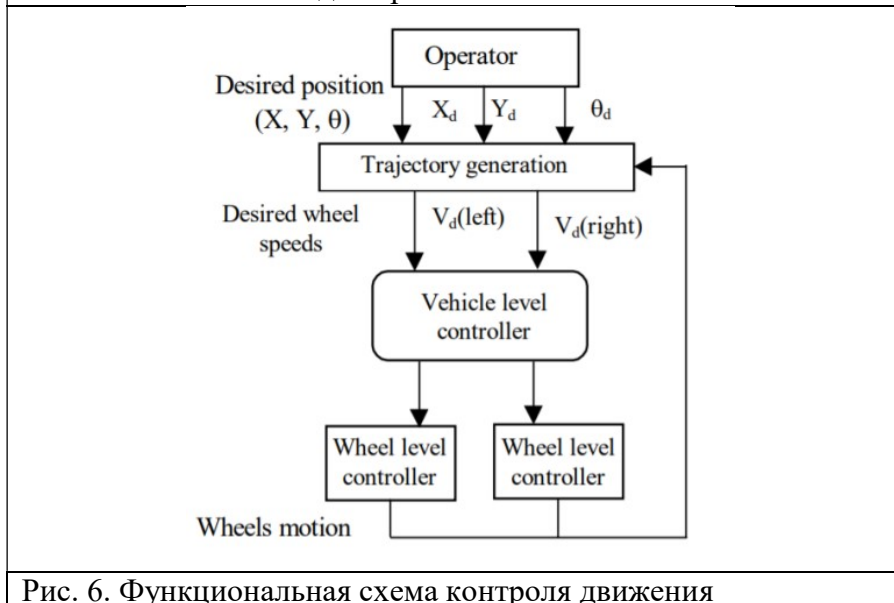 Operator
Desired position
(X, Y, θ)
X_d
Y_d
θ_d
Trajectory generation
Desired wheel
speeds
V_d(left)
V_d(right)
Vehicle level
controller
Wheel level
controller
Wheel level
controller
Wheels motion
Рис. 6. Функциональная схема контроля движения